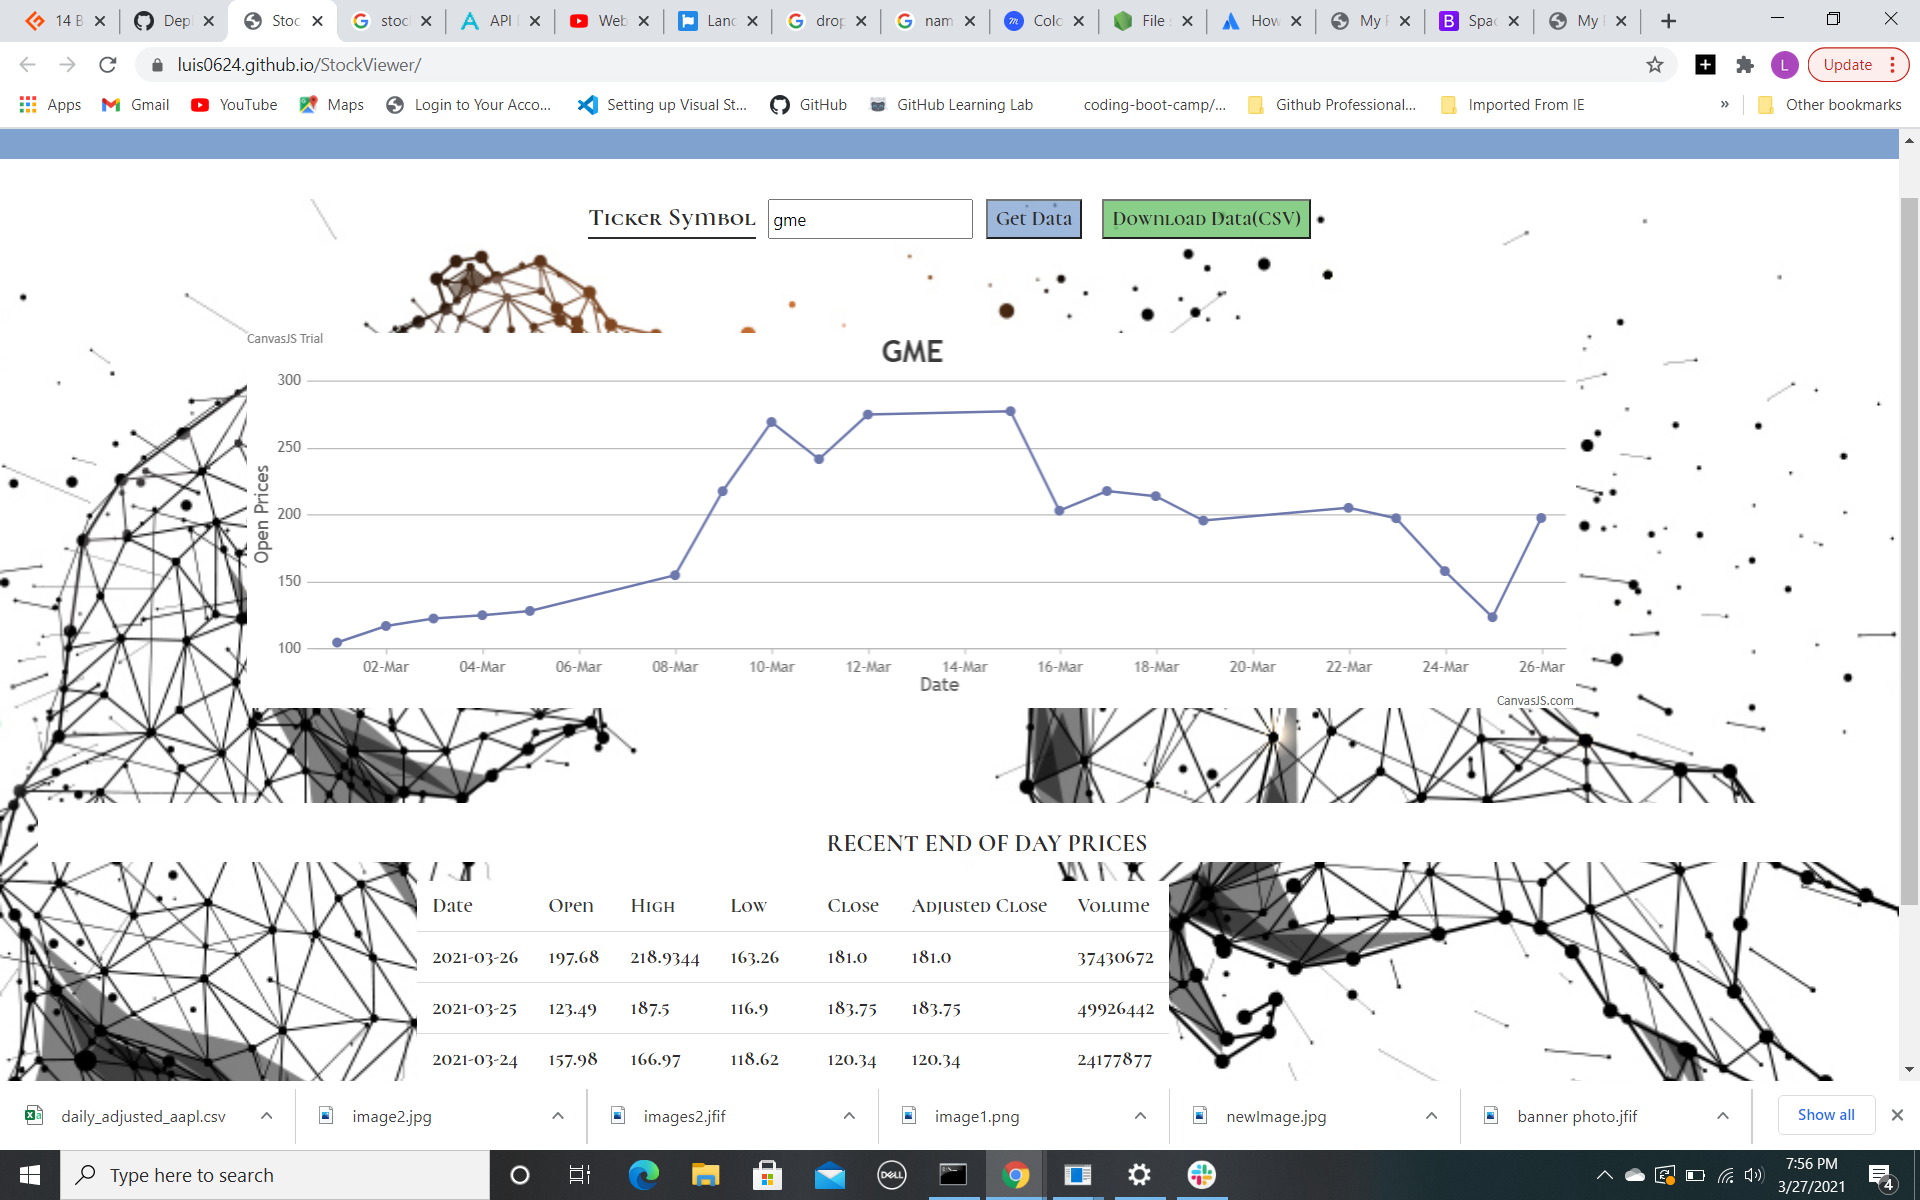 14 B
Depl
Stoc
stoc
API
Web
Land
drop
nam
Colo
File s
How
My P
Spac
My
luis0624.github.io/StockViewer/
L
Update
Apps
Gmail
YouTube
Maps
Login to Your Acco...
Setting up Visual St...
GitHub
GitHub Learning Lab
coding-boot-camp/...
Github Professional...
Imported From IE
»
Other bookmarks
Ticker Symbol
gme
Get Data
Download Data(CSV)
CanvasJS Trial
GME
300
250
200
150
100
Open Prices
02-Mar 04-Mar 06-Mar 08-Mar 10-Mar 12-Mar 14-Mar 16-Mar 18-Mar 20-Mar 22-Mar 24-Mar 26-Mar
Date
CanvasJS.com
RECENT END OF DAY PRICES
Date Open High Low Close Adjusted Close Volume
2021-03-26 197.68 218.9344 163.26 181.0 181.0 37430672
2021-03-25 123.49 187.5 116.9 183.75 183.75 49926442
2021-03-24 157.98 166.97 118.62 120.34 120.34 24177877
daily_adjusted_aapl.csv
image2.jpg
images2.jfif
image1.png
newImage.jpg
banner photo.jfif
Show all
Type here to search
DELL
7:56 PM
3/27/2021
4